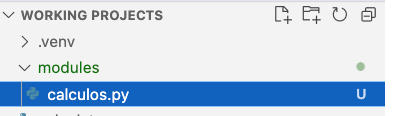 WORKING PROJECTS
.venv
modules
calculos.py U